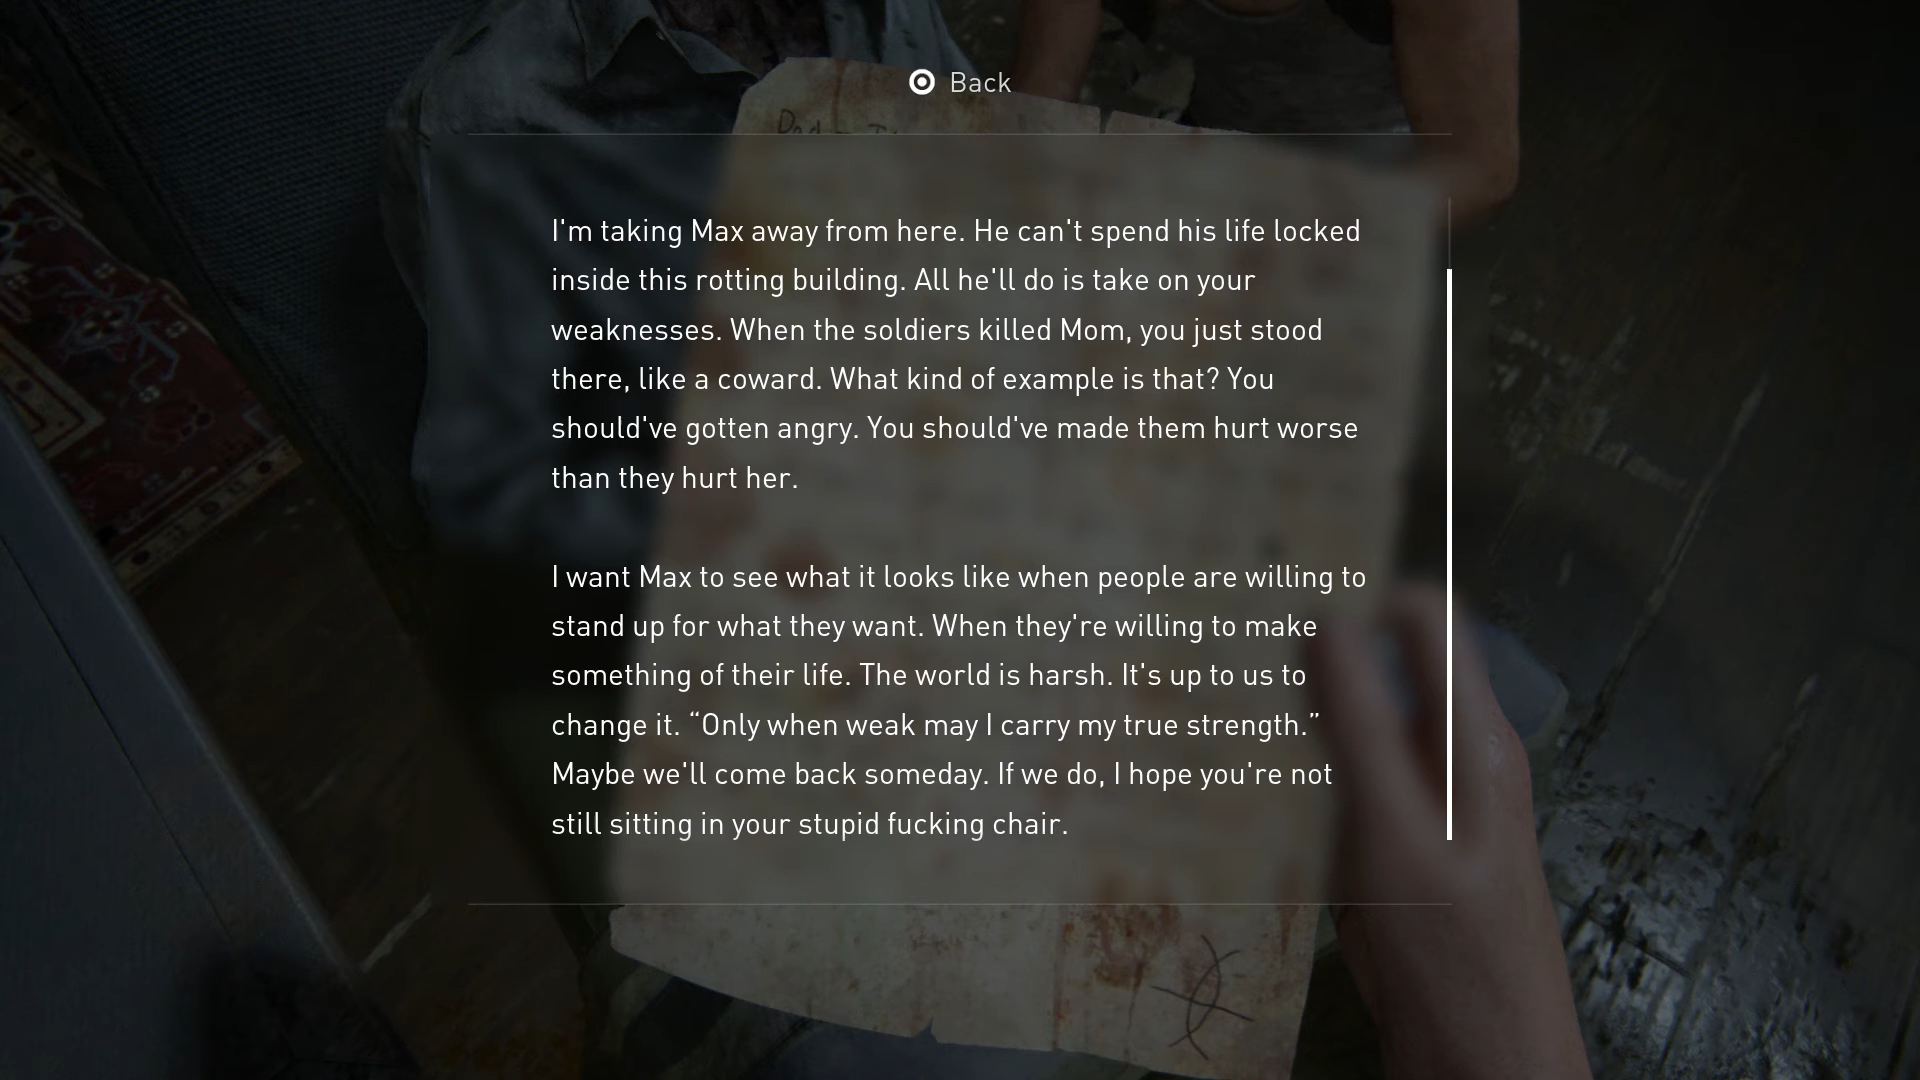 Back
Dad
I'm taking Max away from here. He can't spend his life locked
inside this rotting building. All he'll do is take on your
weaknesses. When the soldiers killed Mom, you just stood
there, like a coward. What kind of example is that? You
should've gotten angry. You should've made them hurt worse
than they hurt her.
I want Max to see what it looks like when people are willing to
stand up for what they want. When they're willing to make
something of their life. The world is harsh. It's up to us to
change it. “Only when weak may I carry my true strength.”
Maybe we'll come back someday. If we do, I hope you're not
still sitting in your stupid fucking chair.